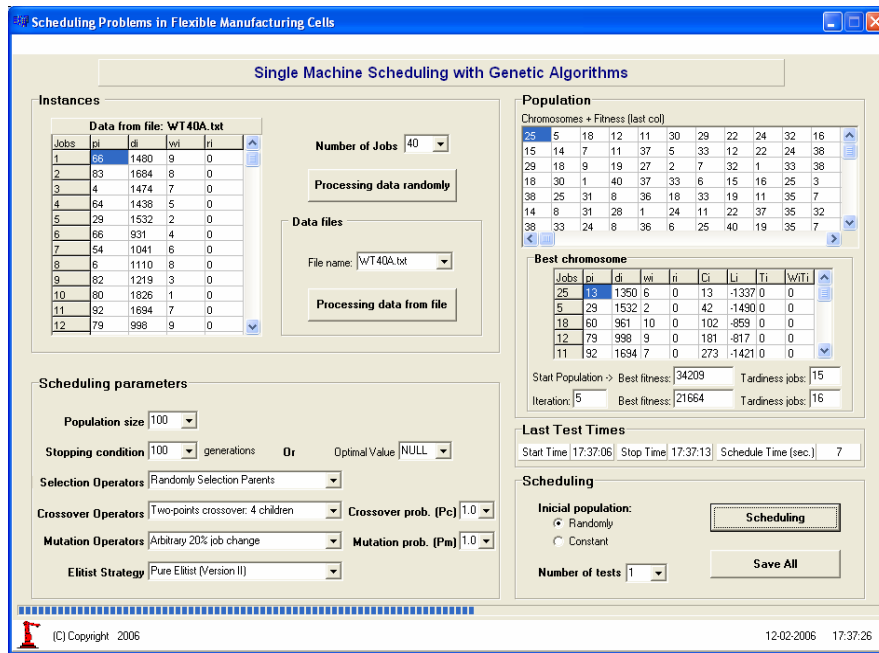 Scheduling Problems in Flexible Manufacturing Cells
Single Machine Scheduling with Genetic Algorithms
Instances
Data from file: WT40A.txt
Jobs pi di wi ri
1 66 1480 9 0
2 83 1684 8 0
3 4 1474 7 0
4 64 1438 5 0
5 29 1532 2 0
6 66 931 4 0
7 54 1041 6 0
8 6 1110 8 0
9 82 1219 3 0
10 80 1826 1 0
11 92 1694 7 0
12 79 998 9 0
Number of Jobs 40
Processing data randomly
Data files
File name: WT40A.txt
Processing data from file
Scheduling parameters
Population size 100
Stopping condition 100 generations Or Optimal Value NULL
Selection Operators Randomly Selection Parents
Crossover Operators Two-points crossover: 4 children Crossover prob. (Pc) 1.0
Mutation Operators Arbitrary 20% job change Mutation prob. (Pm) 1.0
Elitist Strategy Pure Elitist (Version II)
Population
Chromosomes + Fitness (last col)
25 5 18 12 11 30 29 22 24 32 16
15 14 7 11 37 5 33 12 22 24 38
29 18 9 19 27 2 7 32 1 33 38
18 30 1 40 37 33 6 15 16 25 3
38 25 31 8 36 18 33 19 11 35 7
14 8 31 28 1 24 11 22 37 35 32
38 33 24 8 36 6 25 40 19 35 7
Best chromosome
Jobs pi di wi ri Ci Li Ti WiTi
25 13 1350 6 0 13 -1337 0 0
5 29 1532 2 0 42 -1490 0 0
18 60 961 10 0 102 -859 0 0
12 79 998 9 0 181 -817 0 0
11 92 1694 7 0 273 -1421 0 0
Start Population -> Best fitness: 34209 Tardiness jobs: 15
Iteration: 5 Best fitness: 21664 Tardiness jobs: 16
Last Test Times
Start Time 17:37:06 Stop Time 17:37:13 Schedule Time (sec.) 7
Scheduling
Inicial population:
Randomly
Constant
Number of tests 1
Scheduling
Save All
(C) Copyright 2006
12-02-2006 17:37:26